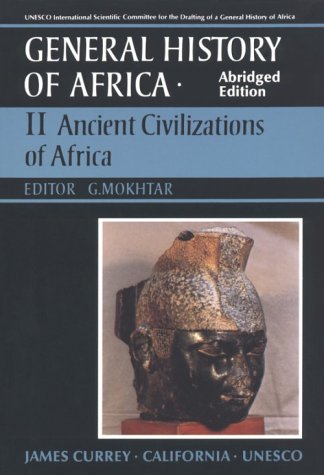 UNESCO International Scientific Committee for the Drafting of a General History of Africa
GENERAL HISTORY
OF AFRICA · Abridged
Edition
II Ancient Civilizations
of Africa
EDITOR G.MOKHTAR
JAMES CURREY · CALIFORNIA · UNESCO